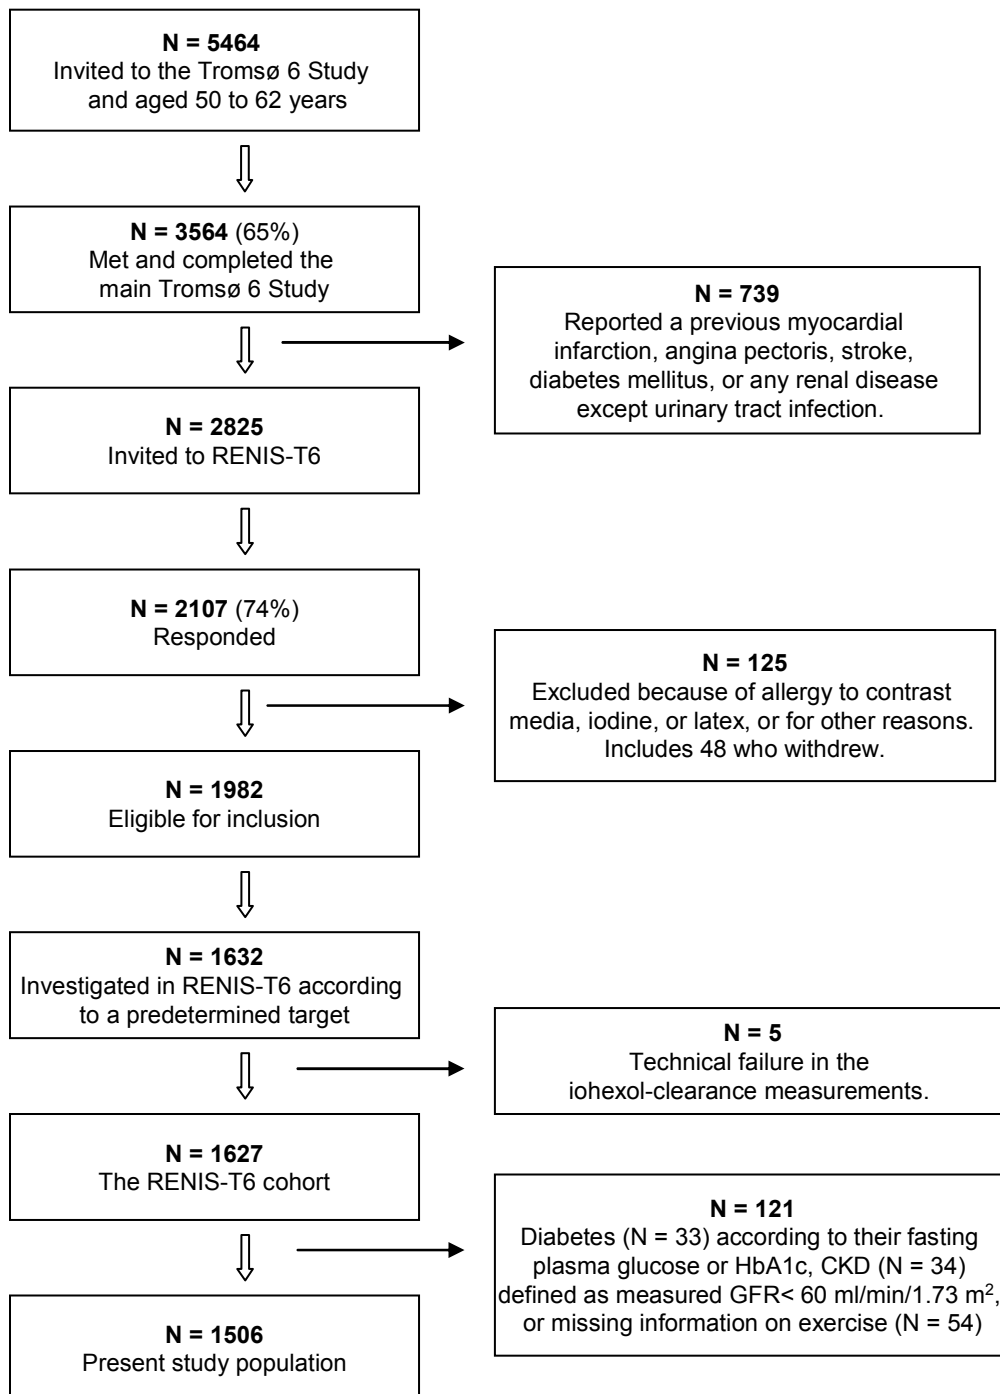 N = 5464
Invited to the Tromsø 6 Study
and aged 50 to 62 years
N = 3564 (65%)
Met and completed the
main Tromsø 6 Study
N = 739
Reported a previous myocardial
infarction, angina pectoris, stroke,
diabetes mellitus, or any renal disease
except urinary tract infection.
N = 2825
Invited to RENIS-T6
N = 2107 (74%)
Responded
N = 125
Excluded because of allergy to contrast
media, iodine, or latex, or for other reasons.
Includes 48 who withdrew.
N = 1982
Eligible for inclusion
N = 1632
Investigated in RENIS-T6 according
to a predetermined target
N = 5
Technical failure in the
iohexol-clearance measurements.
N = 1627
The RENIS-T6 cohort
N = 121
Diabetes (N = 33) according to their fasting
plasma glucose or HbA1c, CKD (N = 34)
defined as measured GFR< 60 ml/min/1.73 m²,
or missing information on exercise (N = 54)
N = 1506
Present study population